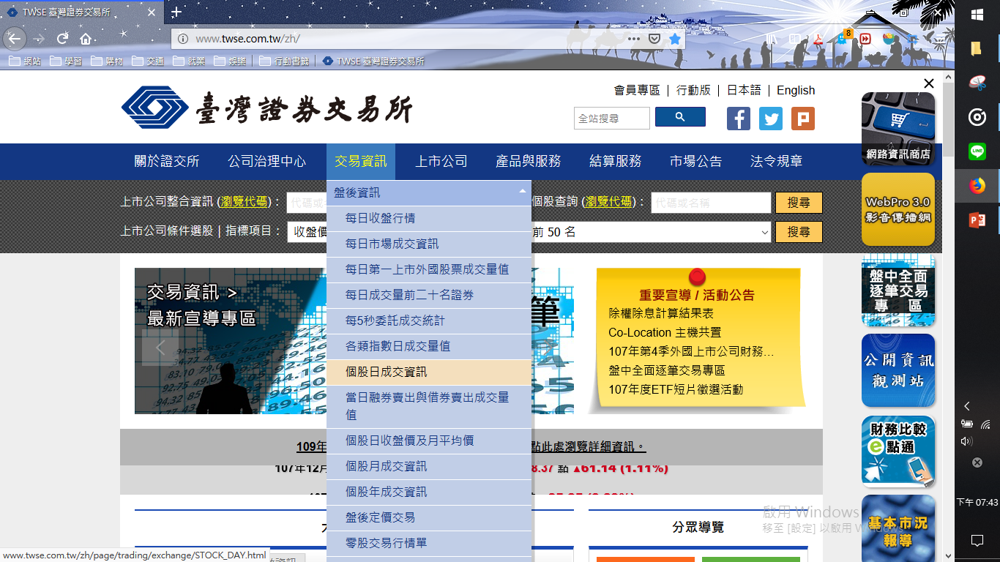 TWSE 臺灣證券交易所
www.twse.com.tw/zh/
8
網站 學習 購物 交通 就業 娛樂 行動書籤 TWSE 臺灣證券交易所
臺灣證券交易所
會員專區 | 行動版 | 日本語 | English
全站搜尋
關於證交所 公司治理中心 交易資訊 上市公司 產品與服務 結算服務 市場公告 法令規章
上市公司整合資訊 (瀏覽代碼)：
代碼或
個股查詢 (瀏覽代碼)： 代碼或名稱 搜尋
上市公司條件選股 | 指標項目： 收盤價
前 50 名 搜尋
盤後資訊
每日收盤行情
每日市場成交資訊
每日第一上市外國股票成交量值
每日成交量前二十名證券
每5秒委託成交統計
各類指數日成交量值
個股日成交資訊
當日融券賣出與借券賣出成交量
值
個股日收盤價及月平均價
個股月成交資訊
個股年成交資訊
盤後定價交易
零股交易行情單
交易資訊 >
最新宣導專區
筆
重要宣導 / 活動公告
除權除息計算結果表
Co-Location 主機共置
107年第4季外國上市公司財務…
盤中全面逐筆交易專區
107年度ETF短片徵選活動
109年
點此處瀏覽詳細資訊。
107年12月
8.37 點 ▲61.14 (1.11%)
分眾導覽
網路資訊商店
WebPro 3.0
影音傳播網
盤中全面
逐筆交易
專 區
公開資訊
觀測站
財務比較
e點通
基本市況
報導
啟用 Windows
移至 [設定] 以啟用 Windows。
下午 07:43
www.twse.com.tw/zh/page/trading/exchange/STOCK_DAY.html